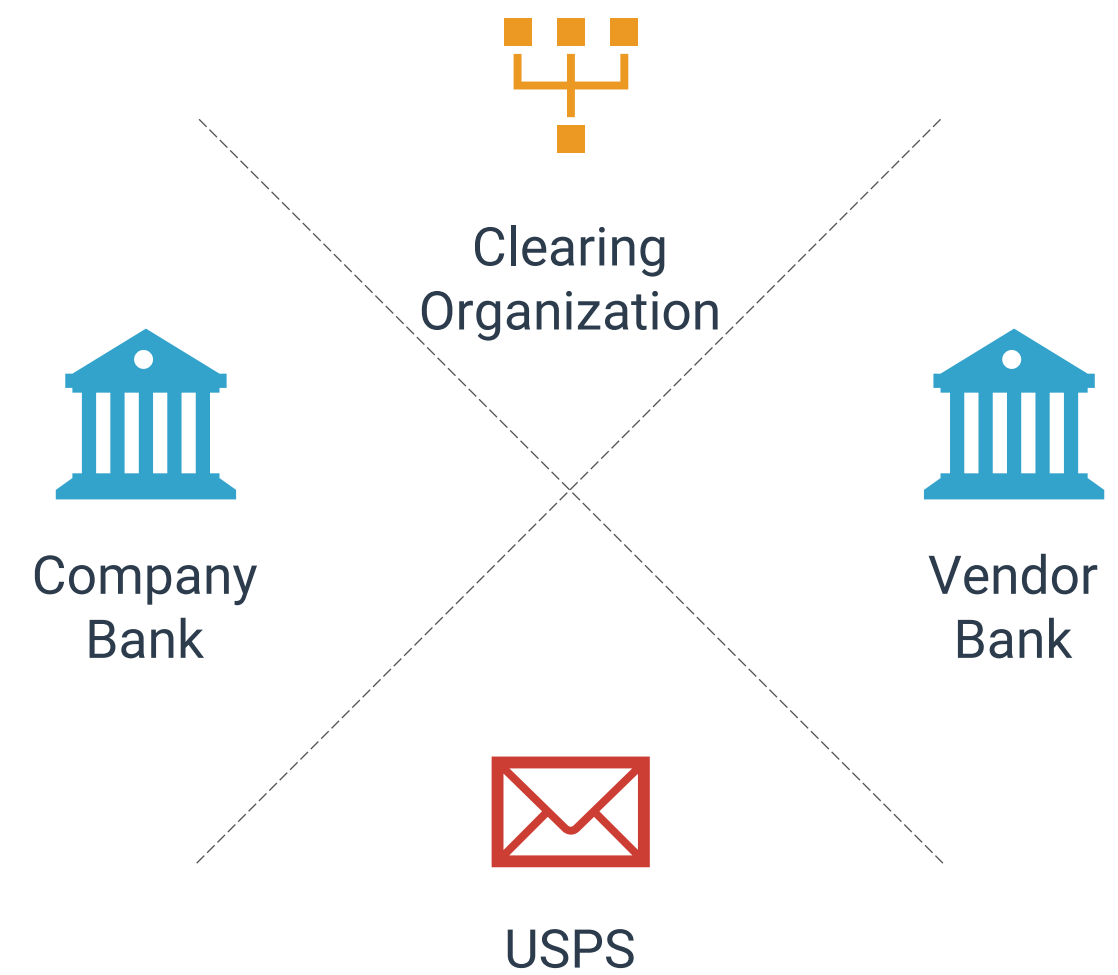 Clearing
Organization
Company
Bank
Vendor
Bank
USPS